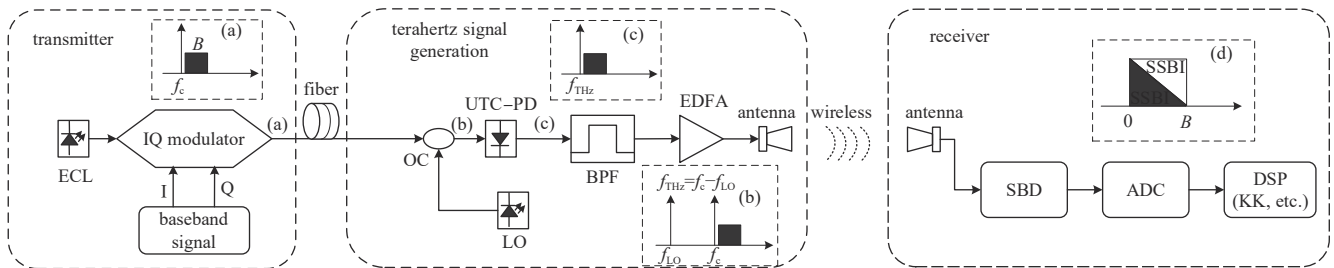 transmitter
(a)
B
f_c
ECL
IQ modulator
(a)
I
Q
baseband
signal
fiber
terahertz signal
generation
(c)
f_THz
OC
(b)
UTC−PD
(c)
BPF
EDFA
antenna
LO
f_THz=f_c−f_LO
(b)
f_LO
f_c
wireless
receiver
(d)
SSBI
SSBI
0
B
antenna
SBD
ADC
DSP
(KK, etc.)